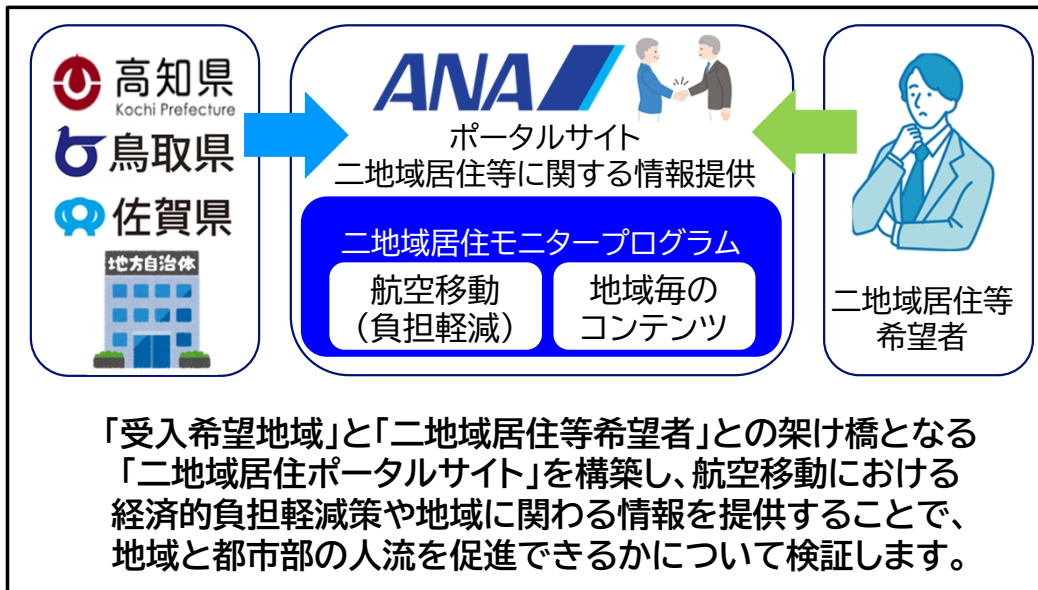 高知県
Kochi Prefecture
鳥取県
佐賀県
地方自治体
ANA
ポータルサイト
二地域居住等に関する情報提供
二地域居住モニタープログラム
航空移動
（負担軽減）
地域毎の
コンテンツ
二地域居住等
希望者
「受入希望地域」と「二地域居住等希望者」との架け橋となる
「二地域居住ポータルサイト」を構築し、航空移動における
経済的負担軽減策や地域に関わる情報を提供することで、
地域と都市部の人流を促進できるかについて検証します。